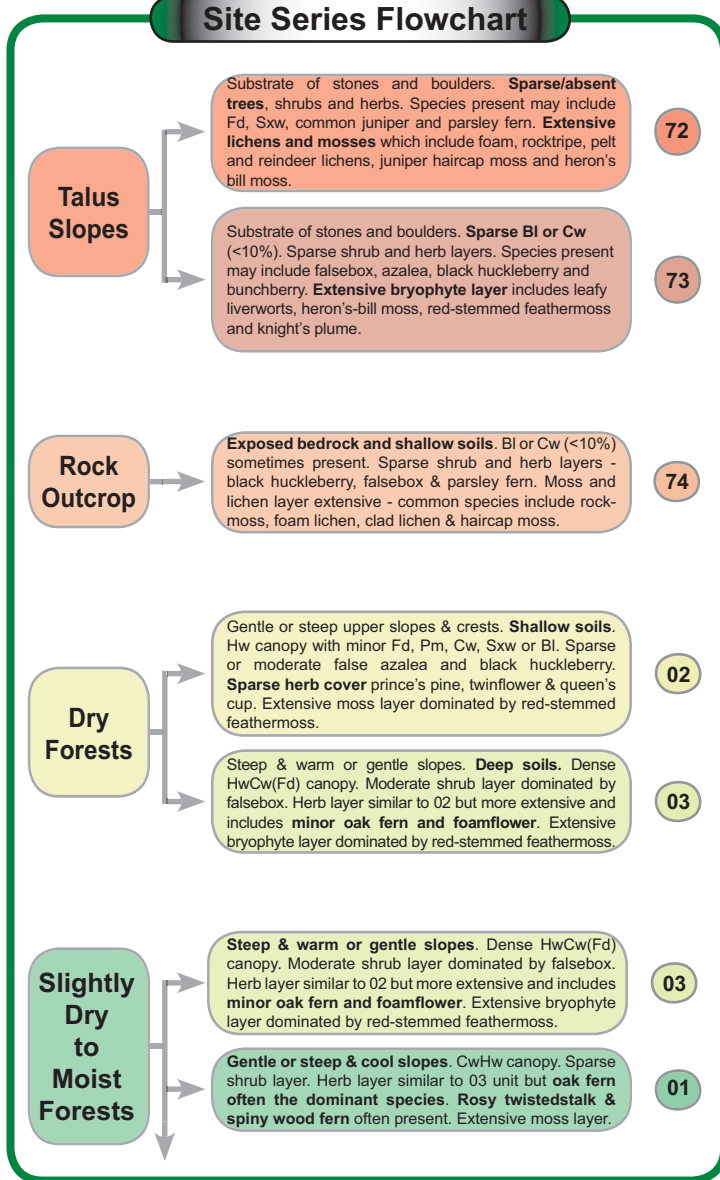 Site Series Flowchart
Talus
Slopes
Substrate of stones and boulders. Sparse/absent
trees, shrubs and herbs. Species present may include
Fd, Sxw, common juniper and parsley fern. Extensive
lichens and mosses which include foam, rocktripe, pelt
and reindeer lichens, juniper haircap moss and heron's
bill moss.
72
Substrate of stones and boulders. Sparse Bl or Cw
(<10%). Sparse shrub and herb layers. Species present
may include falsebox, azalea, black huckleberry and
bunchberry. Extensive bryophyte layer includes leafy
liverworts, heron's-bill moss, red-stemmed feathermoss
and knight's plume.
73
Rock
Outcrop
Exposed bedrock and shallow soils. Bl or Cw (<10%)
sometimes present. Sparse shrub and herb layers -
black huckleberry, falsebox & parsley fern. Moss and
lichen layer extensive - common species include rock-
moss, foam lichen, clad lichen & haircap moss.
74
Dry
Forests
Gentle or steep upper slopes & crests. Shallow soils.
Hw canopy with minor Fd, Pm, Cw, Sxw or Bl. Sparse
or moderate false azalea and black huckleberry.
Sparse herb cover prince's pine, twinflower & queen's
cup. Extensive moss layer dominated by red-stemmed
feathermoss.
02
Steep & warm or gentle slopes. Deep soils. Dense
HwCw(Fd) canopy. Moderate shrub layer dominated by
falsebox. Herb layer similar to 02 but more extensive and
includes minor oak fern and foamflower. Extensive
bryophyte layer dominated by red-stemmed feathermoss.
03
Slightly
Dry
to
Moist
Forests
Steep & warm or gentle slopes. Dense HwCw(Fd)
canopy. Moderate shrub layer dominated by falsebox.
Herb layer similar to 02 but more extensive and includes
minor oak fern and foamflower. Extensive bryophyte
layer dominated by red-stemmed feathermoss.
03
Gentle or steep & cool slopes. CwHw canopy. Sparse
shrub layer. Herb layer similar to 03 unit but oak fern
often the dominant species. Rosy twistedstalk &
spiny wood fern often present. Extensive moss layer.
01